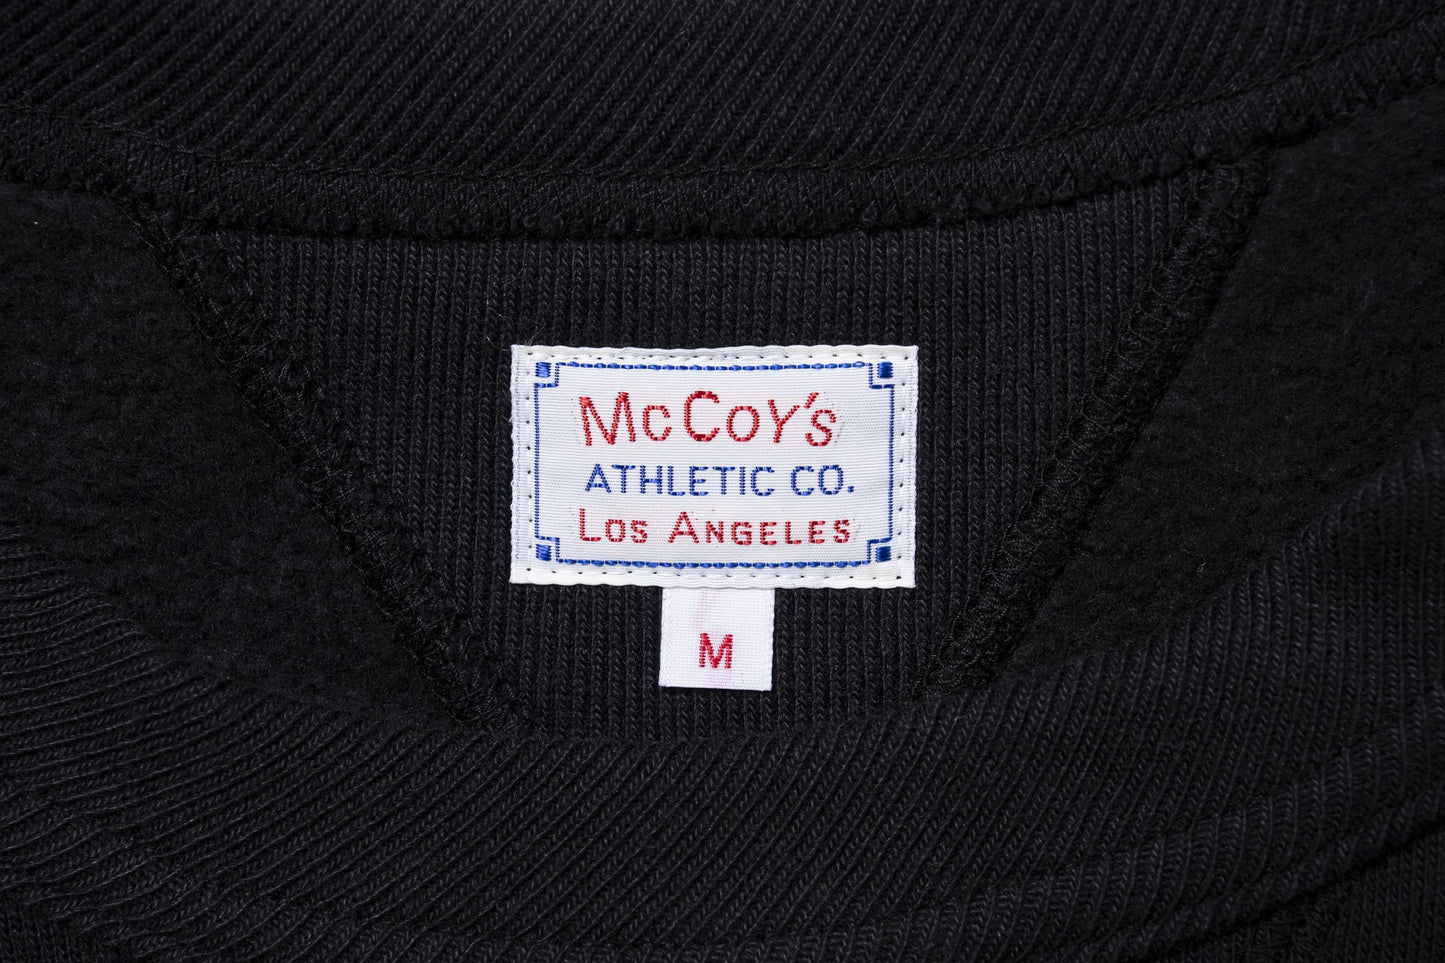 McCoy's
ATHLETIC CO.
LOS ANGELES
M